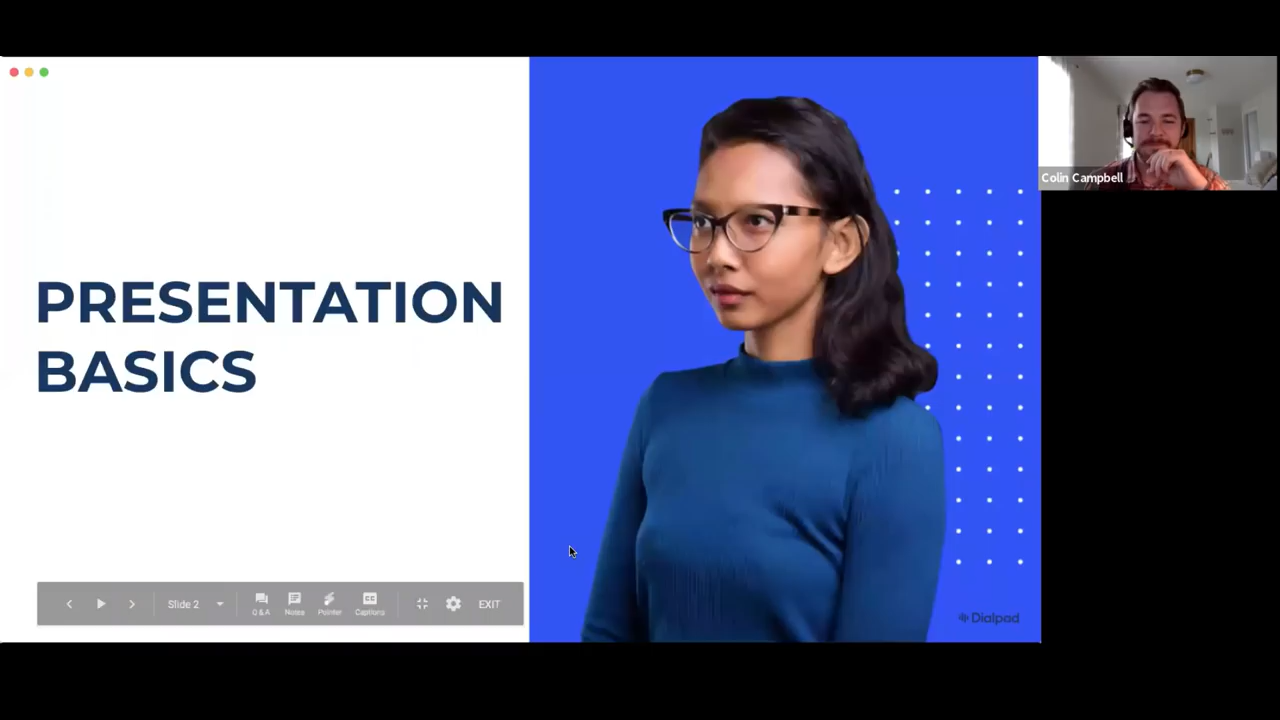 PRESENTATION
BASICS
Colin Campbell
Slide 2
Q & A
Notes
Pointer
Captions
EXIT
Dialpad